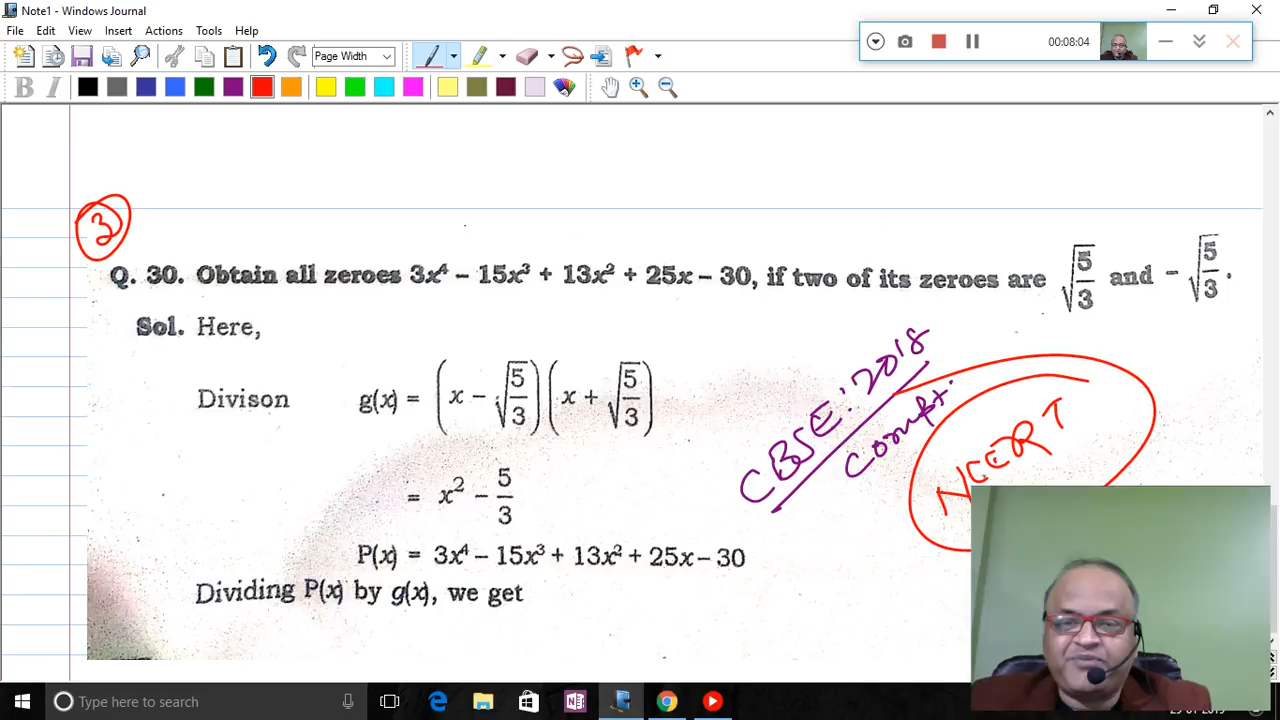 Note1 - Windows Journal
File Edit View Insert Actions Tools Help
00:08:04
Page Width
B I
3
Q. 30. Obtain all zeroes 3x⁴ – 15x³ + 13x² + 25x – 30, if two of its zeroes are √(5/3) and – √(5/3).
Sol. Here,
Divison g(x) = (x – √(5/3)) (x + √(5/3))
= x² – 5/3
P(x) = 3x⁴ – 15x³ + 13x² + 25x – 30
Dividing P(x) by g(x), we get
CBSE: 2018
Compt.
NCERT
Type here to search